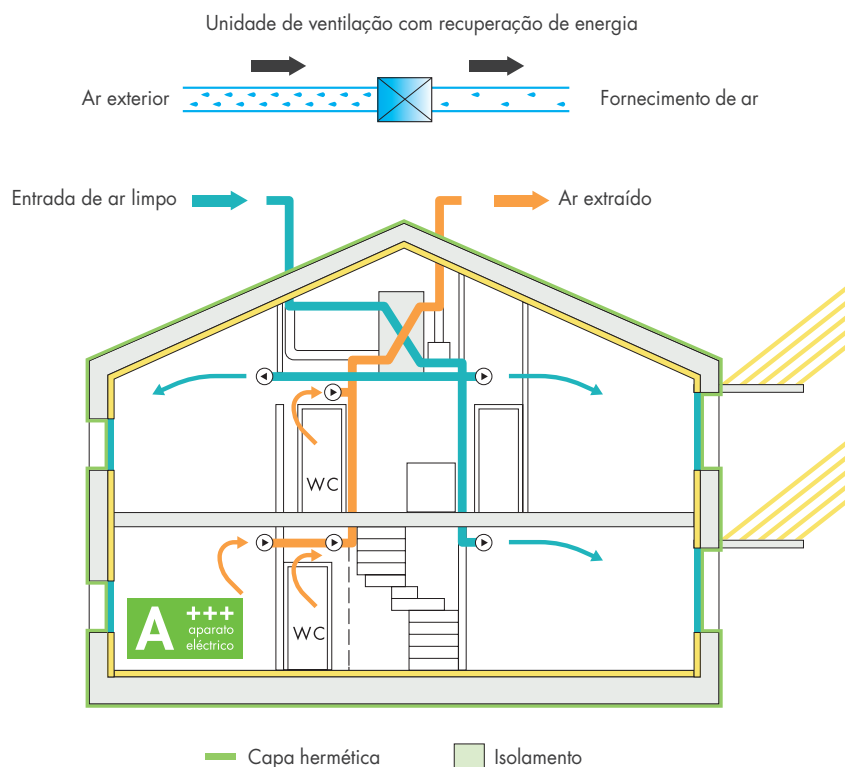 Unidade de ventilação com recuperação de energia
Ar exterior
Fornecimento de ar
Entrada de ar limpo
Ar extraído
WC
WC
A +++
aparato
eléctrico
Capa hermética
Isolamento